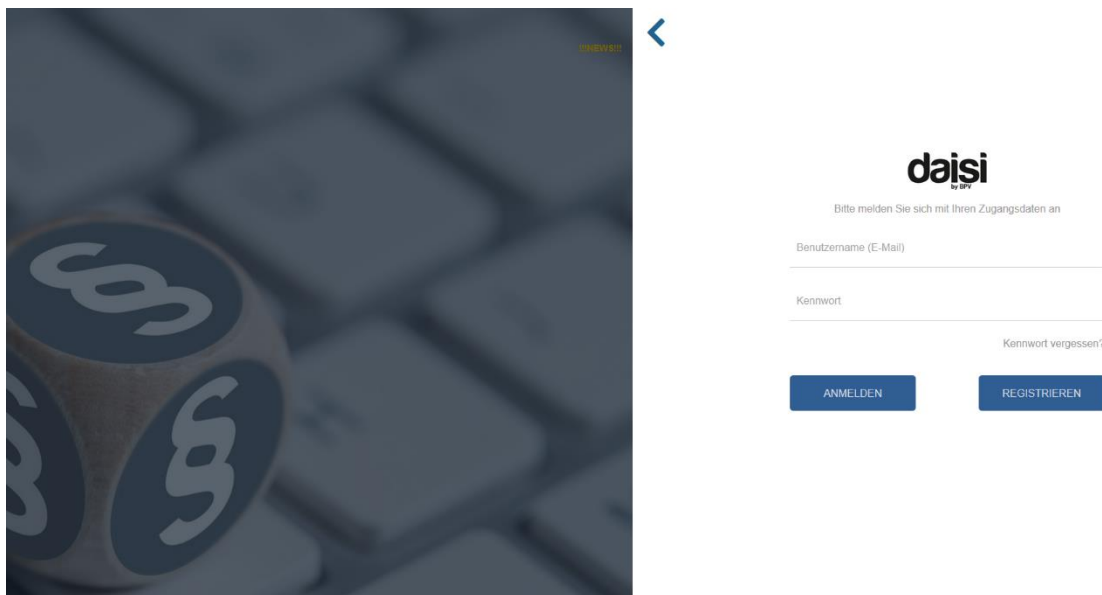 !!!NEWS!!!
daisi
by BPV
Bitte melden Sie sich mit Ihren Zugangsdaten an
Benutzername (E-Mail)
Kennwort
Kennwort vergessen?
ANMELDEN REGISTRIEREN
§
§
§